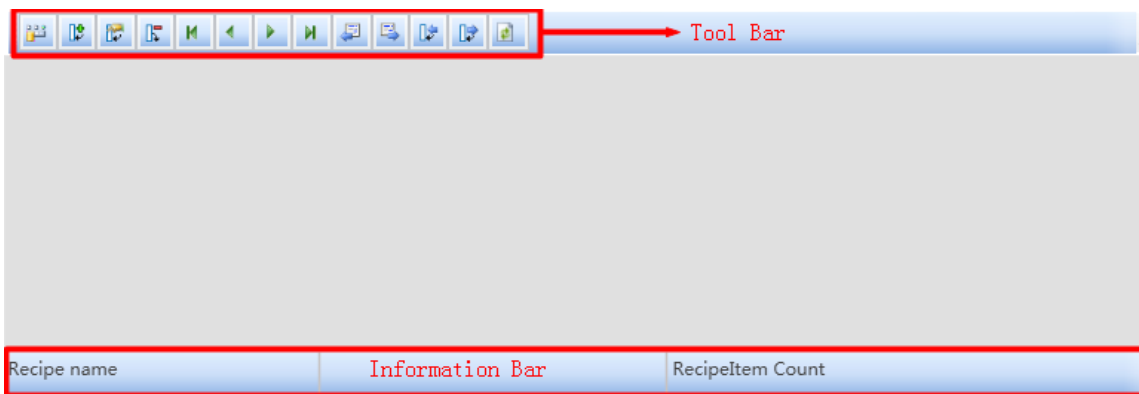 Tool Bar
Recipe name
Information Bar
RecipeItem Count